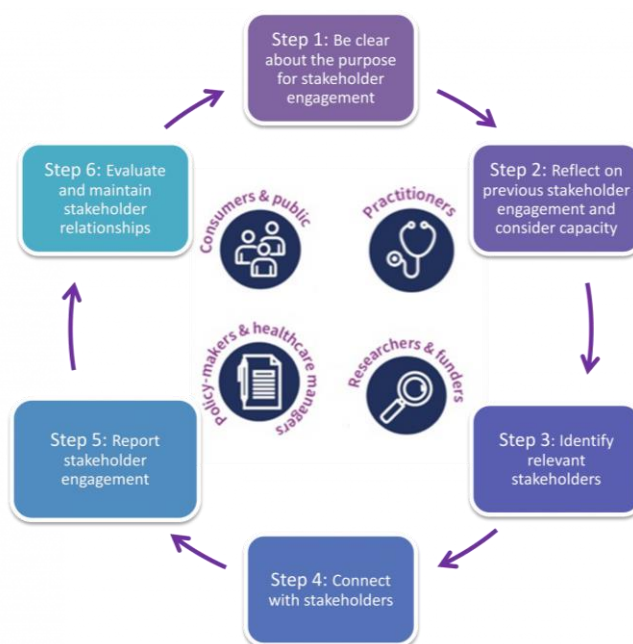 Step 1: Be clear
about the purpose
for stakeholder
engagement
Step 2: Reflect on
previous stakeholder
engagement and
consider capacity
Step 3: Identify
relevant
stakeholders
Step 4: Connect
with stakeholders
Step 5: Report
stakeholder
engagement
Step 6: Evaluate
and maintain
stakeholder
relationships
Consumers & public
Practitioners
Policy-makers & healthcare managers
Researchers & funders